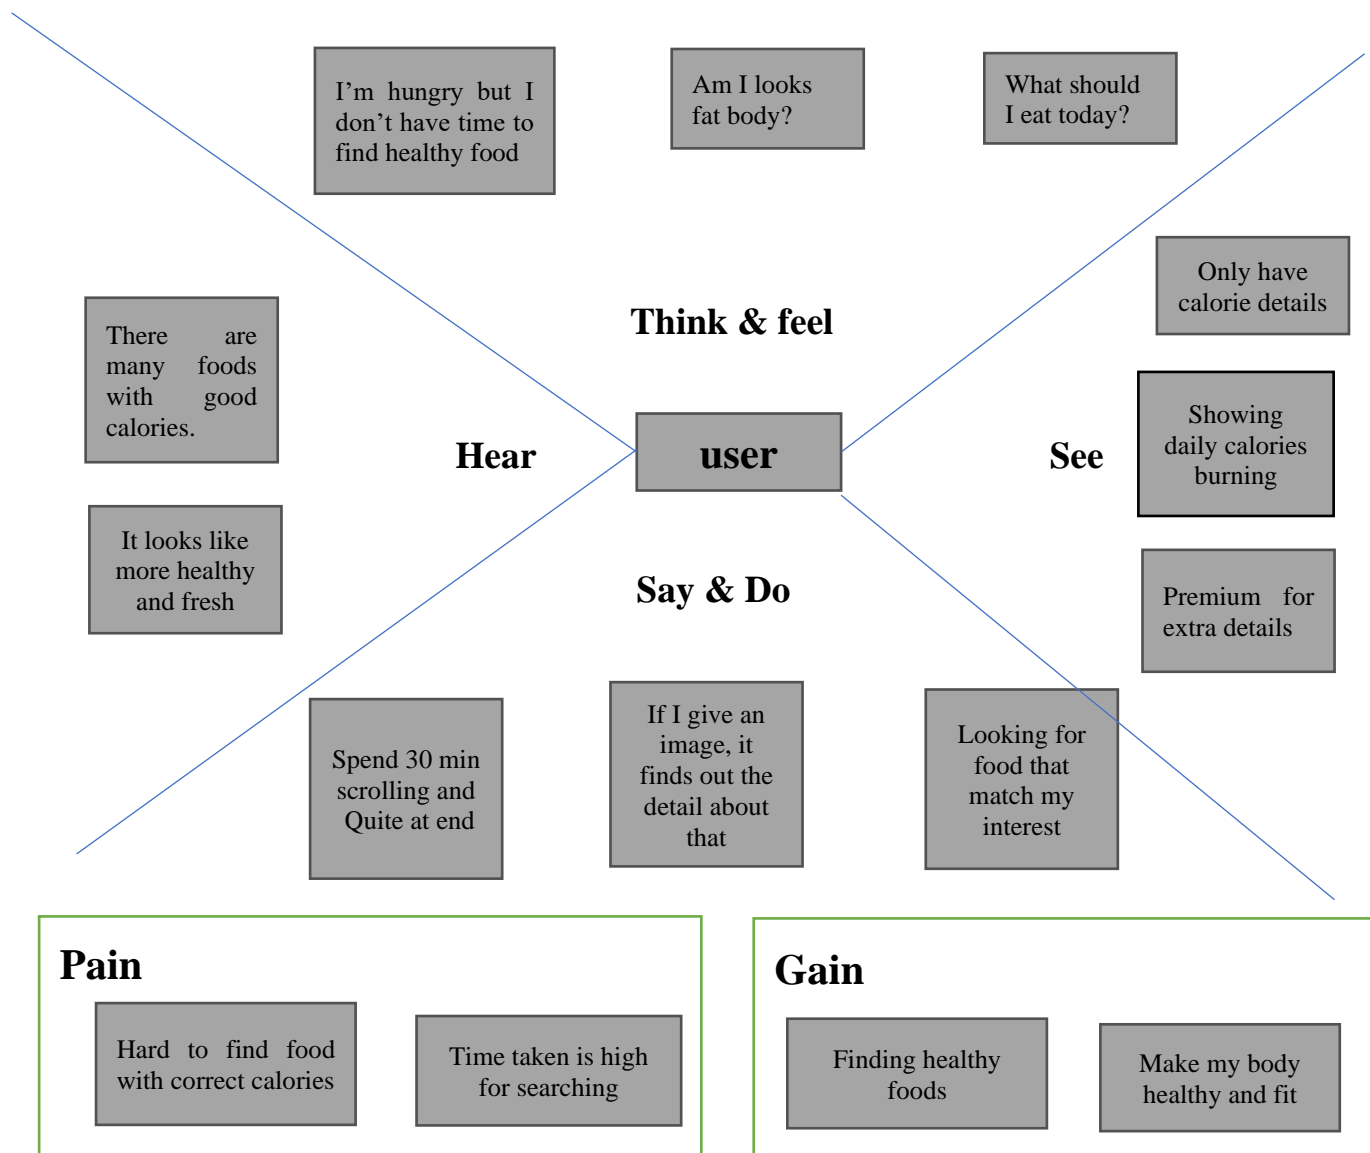 I'm hungry but I
don't have time to
find healthy food
Am I looks
fat body?
What should
I eat today?
Only have
calorie details
There are
many foods
with good
calories.
Think & feel
Showing
daily calories
burning
Hear
user
See
It looks like
more healthy
and fresh
Say & Do
Premium for
extra details
Spend 30 min
scrolling and
Quite at end
If I give an
image, it
finds out the
detail about
that
Looking for
food that
match my
interest
Pain
Hard to find food
with correct calories
Time taken is high
for searching
Gain
Finding healthy
foods
Make my body
healthy and fit